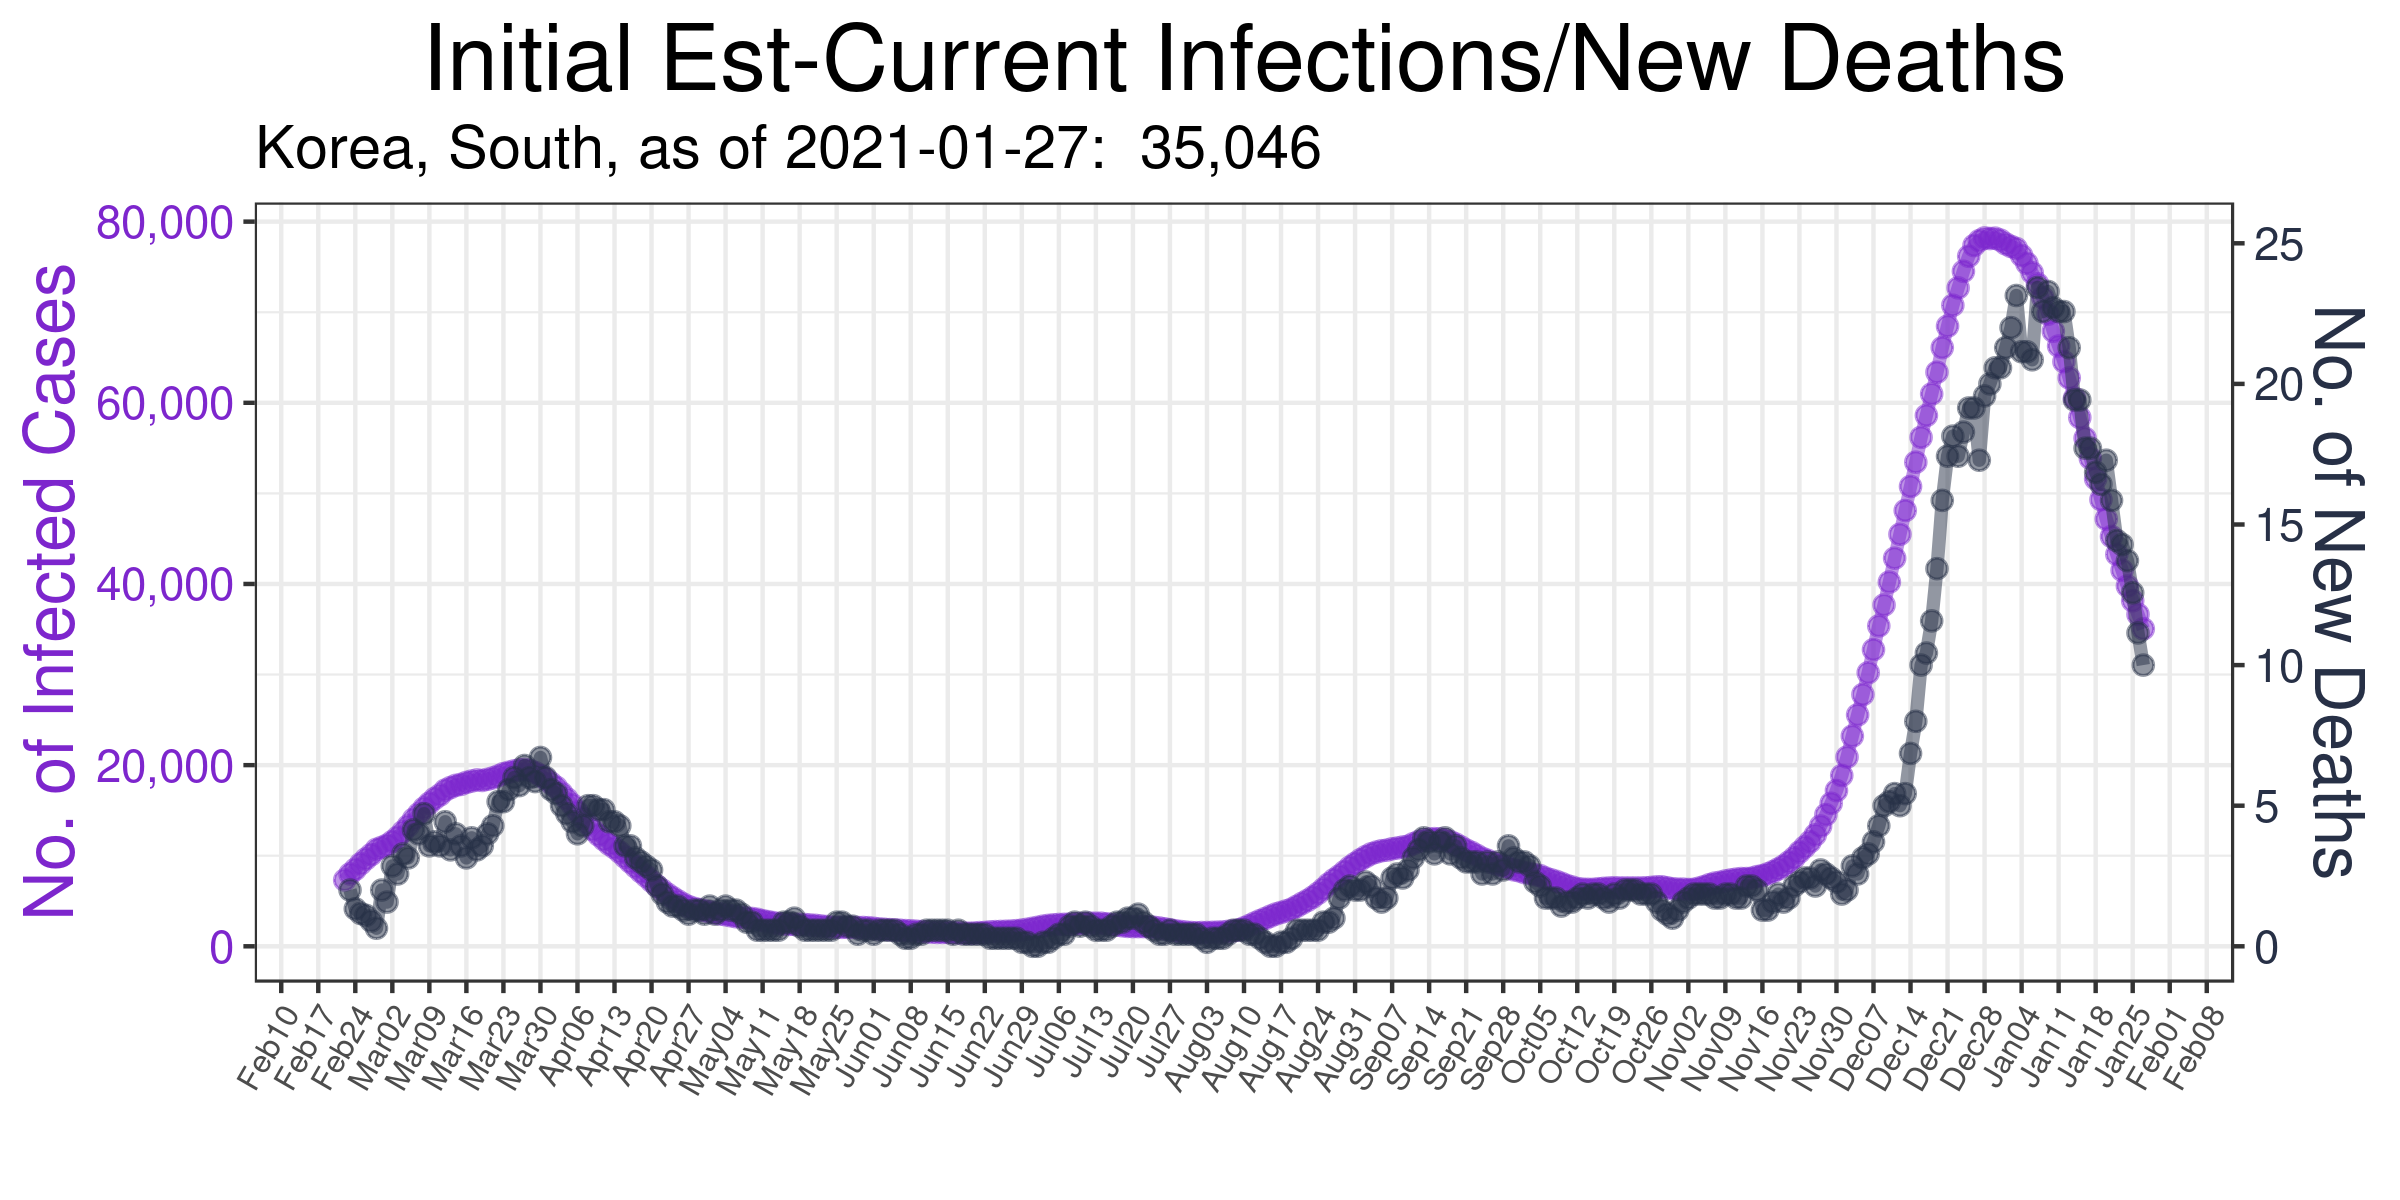 Initial Est-Current Infections/New Deaths
Korea, South, as of 2021-01-27:  35,046
No. of Infected Cases
80,000
60,000
40,000
20,000
0
25
20
15
10
5
0
No. of New Deaths
Feb10 Feb17 Feb24 Mar02 Mar09 Mar16 Mar23 Mar30 Apr06 Apr13 Apr20 Apr27 May04 May11 May18 May25 Jun01 Jun08 Jun15 Jun22 Jun29 Jul06 Jul13 Jul20 Jul27 Aug03 Aug10 Aug17 Aug24 Aug31 Sep07 Sep14 Sep21 Sep28 Oct05 Oct12 Oct19 Oct26 Nov02 Nov09 Nov16 Nov23 Nov30 Dec07 Dec14 Dec21 Dec28 Jan04 Jan11 Jan18 Jan25 Feb01 Feb08